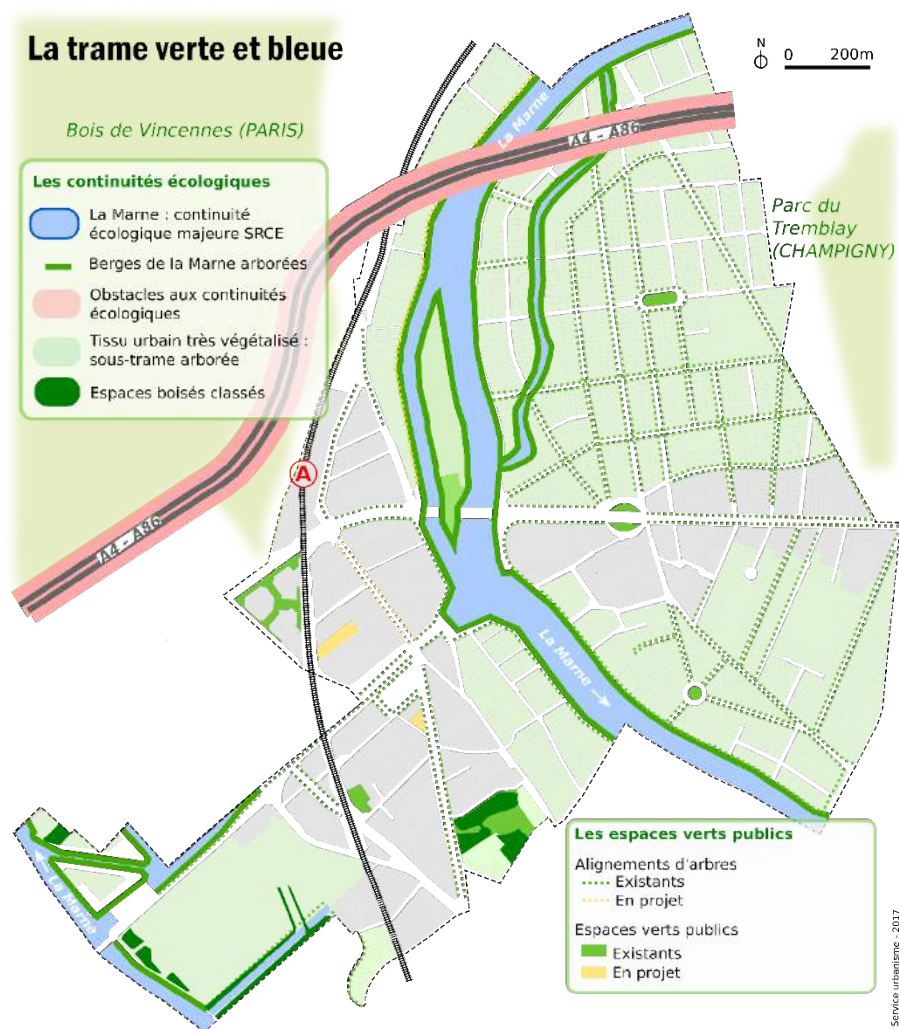 La trame verte et bleue
N
0 200m
Bois de Vincennes (PARIS)
La Marne
A4 - A86
Les continuités écologiques
La Marne : continuité
écologique majeure SRCE
Berges de la Marne arborées
Obstacles aux continuités
écologiques
Tissu urbain très végétalisé :
sous-trame arborée
Espaces boisés classés
Parc du
Tremblay
(CHAMPIGNY)
A
A4 - A86
La Marne →
← La Marne
Les espaces verts publics
Alignements d'arbres
Existants
En projet
Espaces verts publics
Existants
En projet
Service urbanisme - 2017